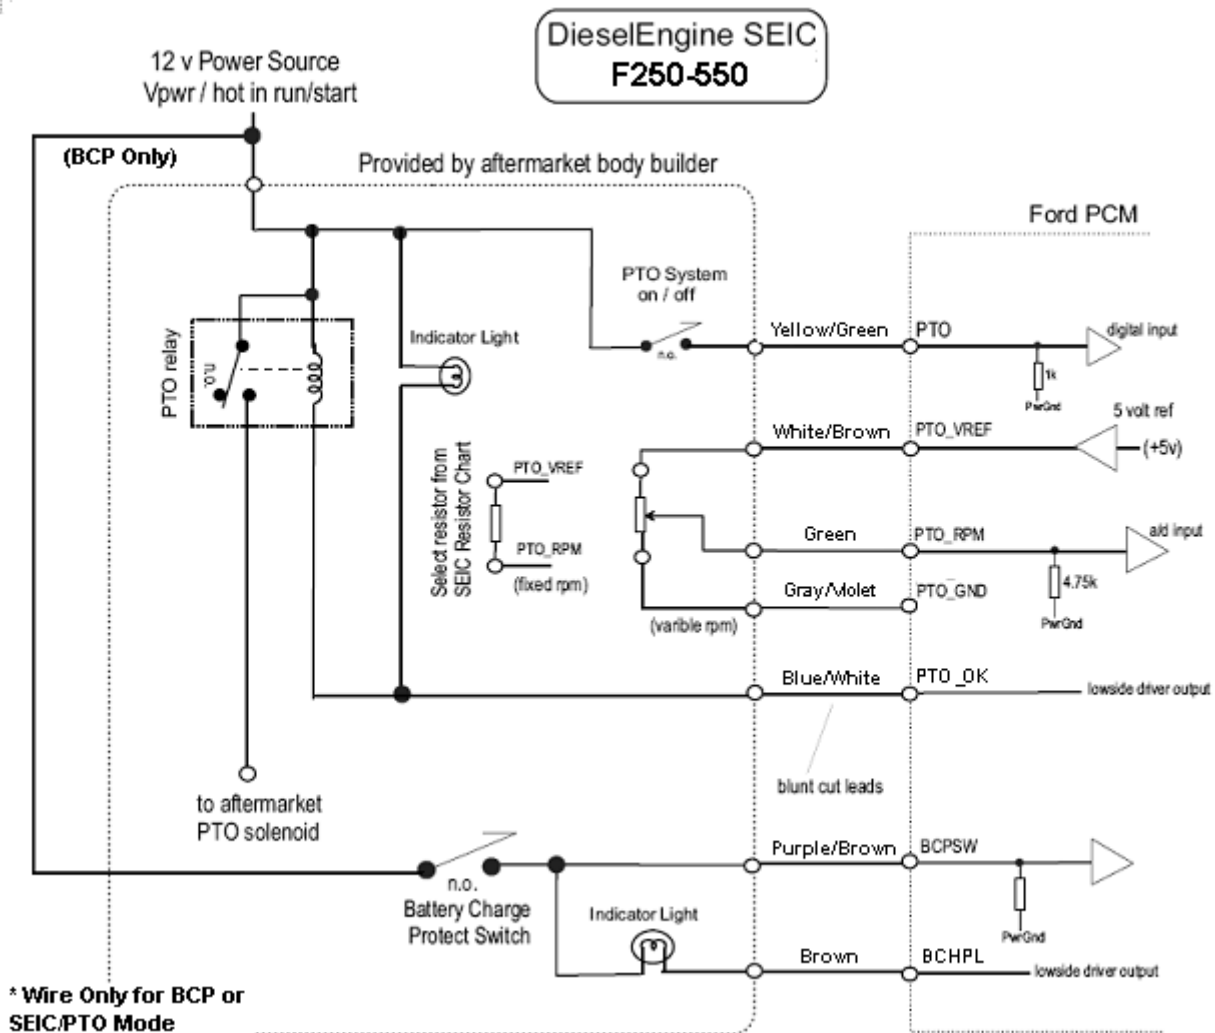 DieselEngine SEIC
F250-550
12 v Power Source
Vpwr / hot in run/start
(BCP Only)
Provided by aftermarket body builder
Ford PCM
PTO System
on / off
n.o.
Yellow/Green
PTO
digital input
1k
PwrGnd
Indicator Light
PTO relay
n.o.
5 volt ref
(+5v)
White/Brown
PTO_VREF
Select resistor from
SEIC Resistor Chart
PTO_VREF
PTO_RPM
(fixed rpm)
Green
PTO_RPM
a/d input
4.75k
PwrGnd
Gray/Violet
PTO_GND
(varible rpm)
Blue/White
PTO_OK
lowside driver output
blunt cut leads
to aftermarket
PTO solenoid
Purple/Brown
BCPSW
PwrGnd
n.o.
Battery Charge
Protect Switch
Indicator Light
Brown
BCHPL
lowside driver output
* Wire Only for BCP or
SEIC/PTO Mode